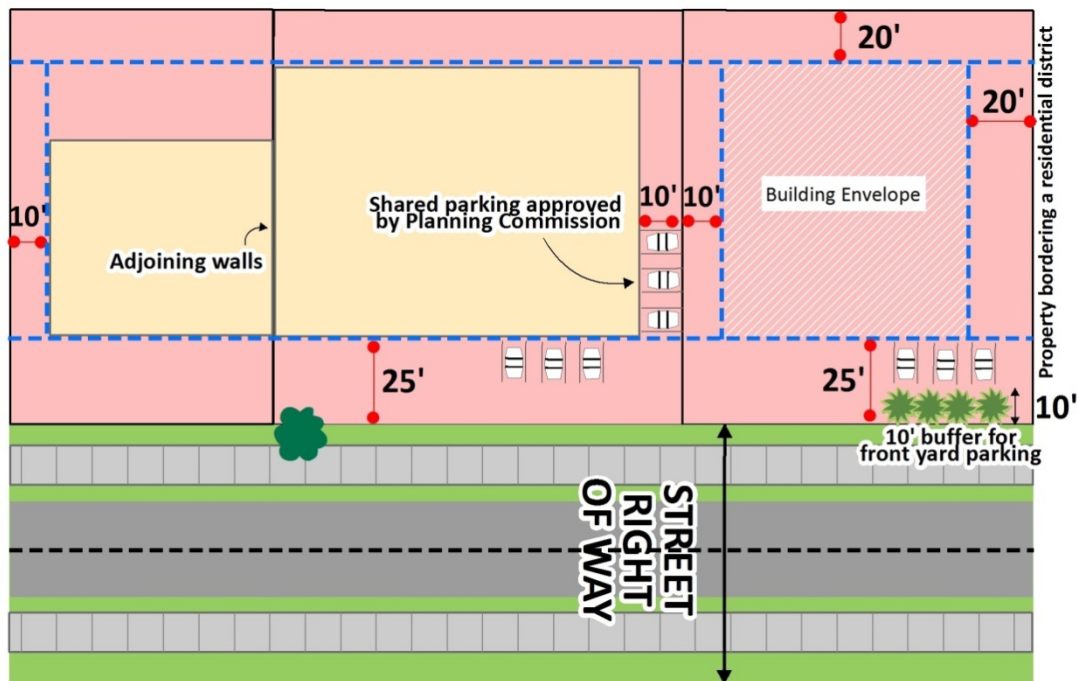 20'
20'
Property bordering a residential district
Shared parking approved
by Planning Commission
10'
10'
Building Envelope
10'
Adjoining walls
25'
25'
10'
10' buffer for
front yard parking
STREET
RIGHT
OF WAY